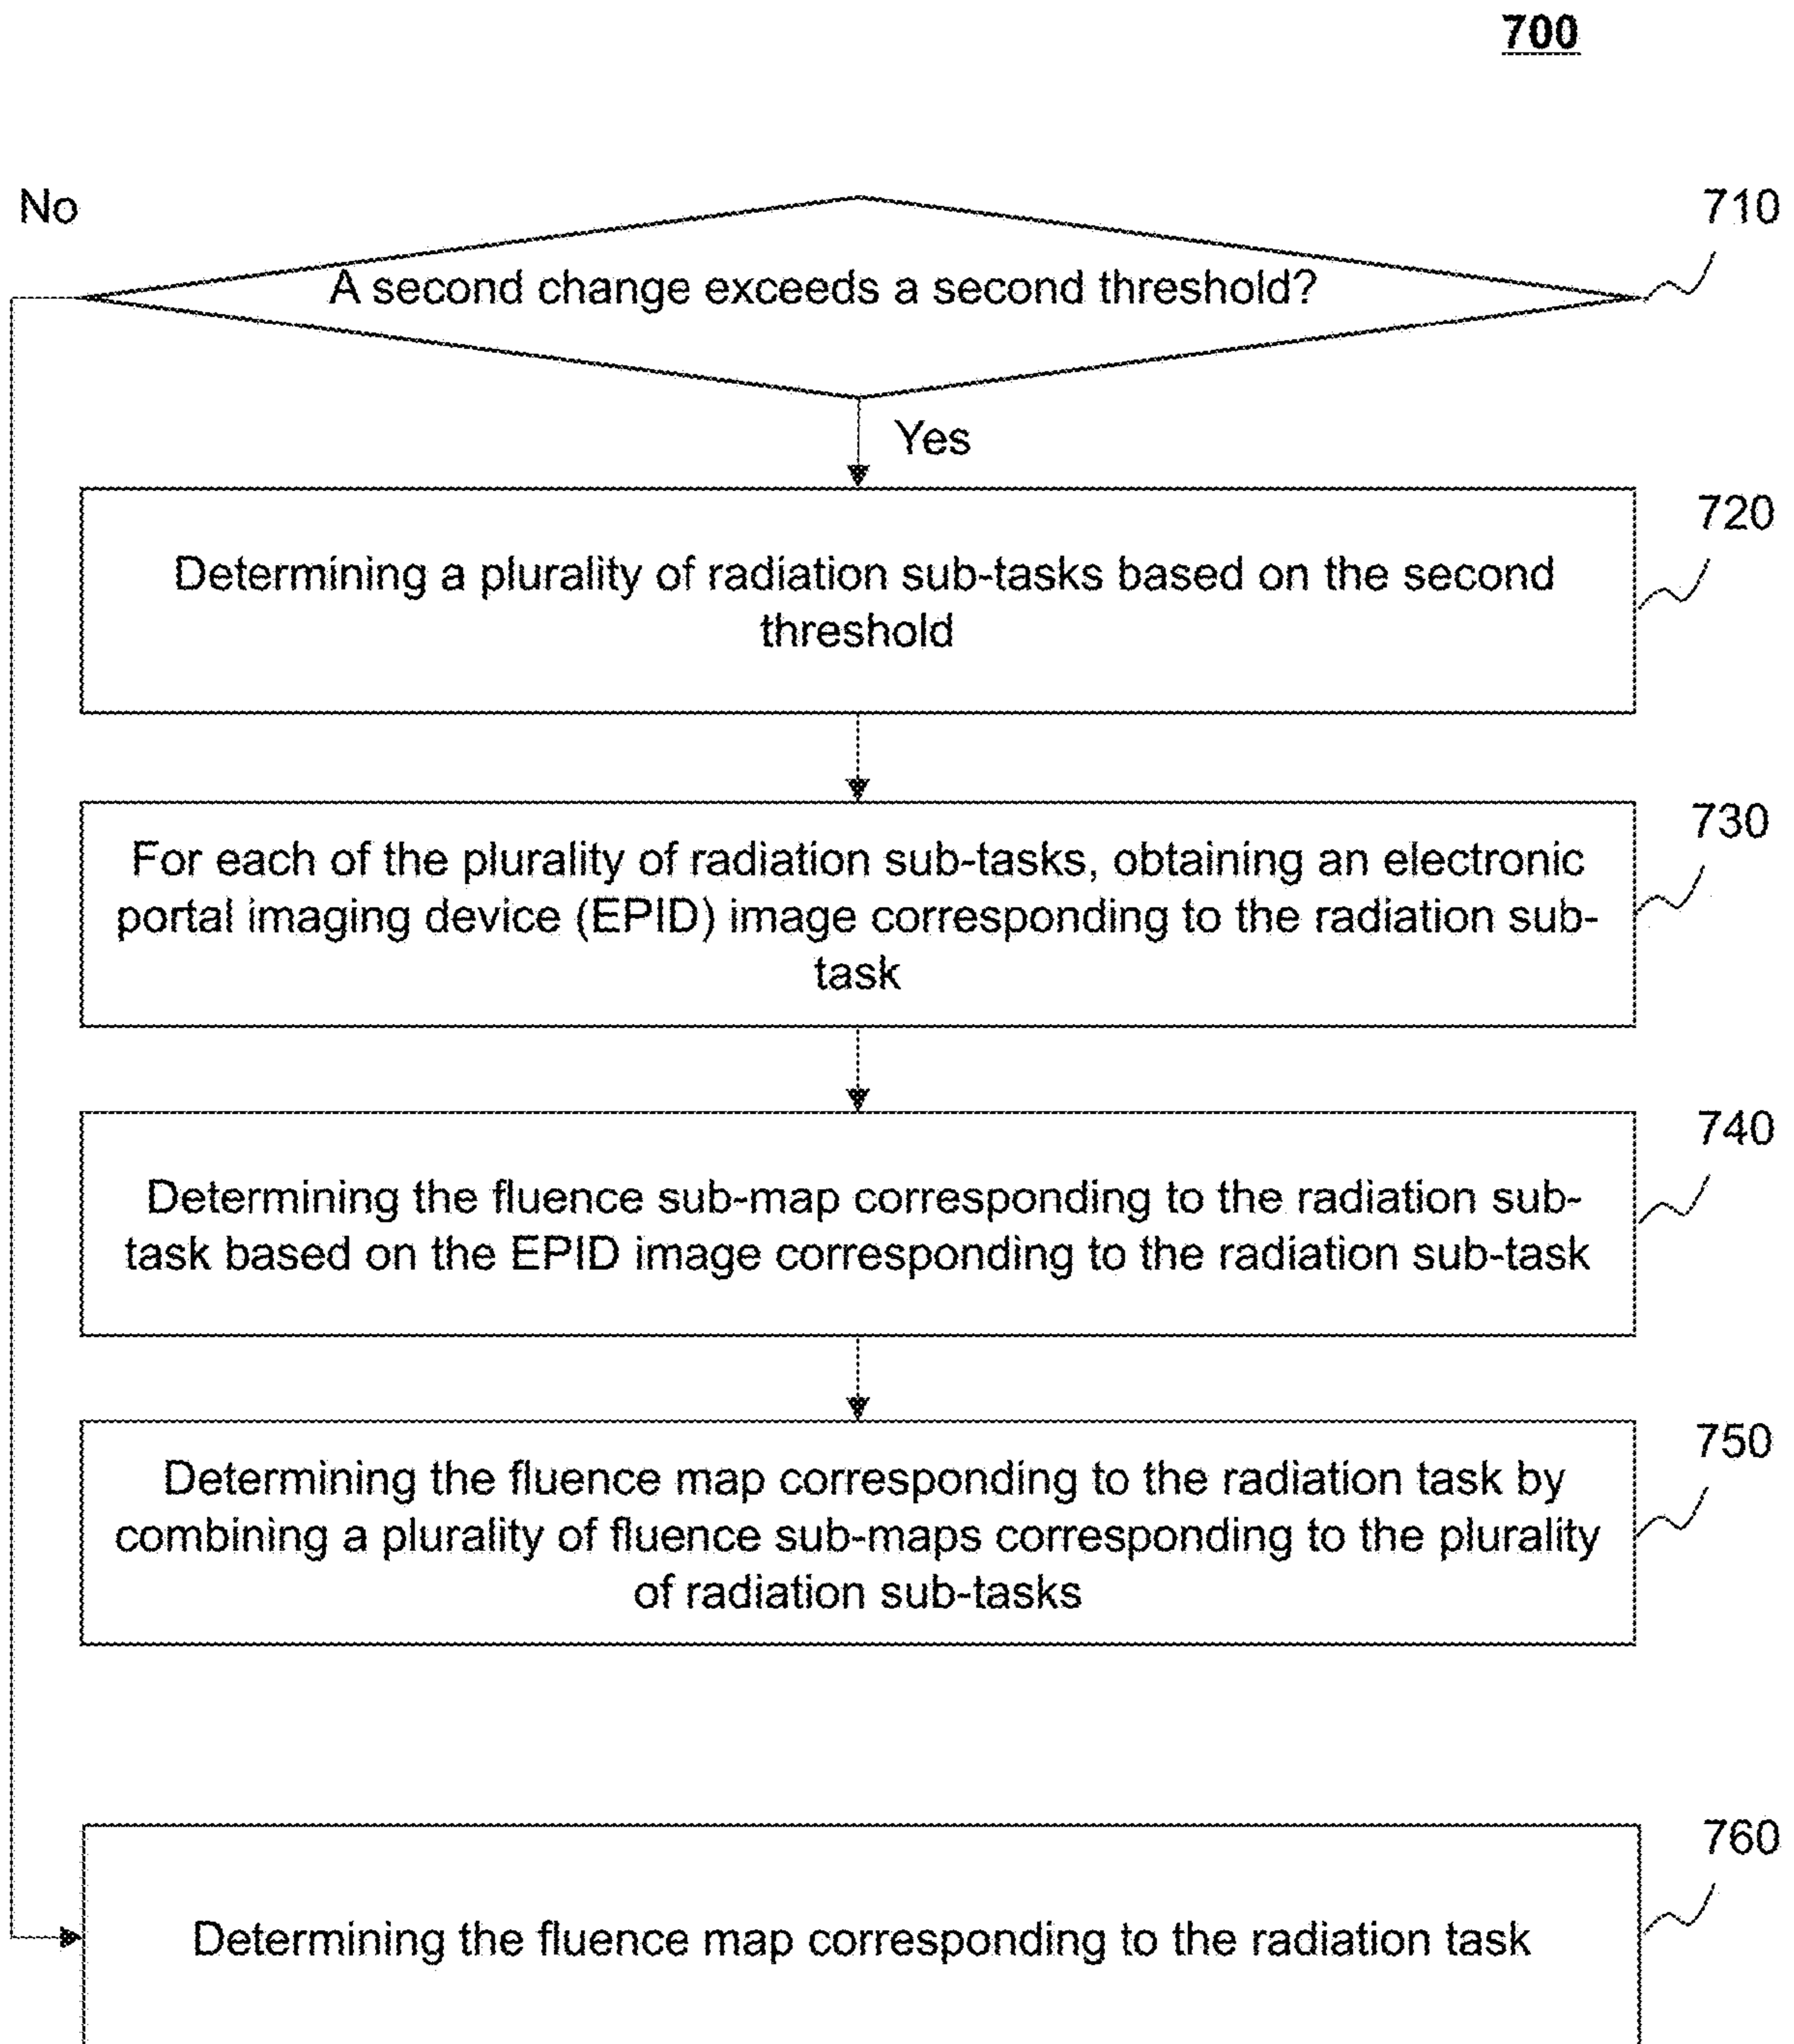 700
No
710
A second change exceeds a second threshold?
Yes
720
Determining a plurality of radiation sub-tasks based on the second
threshold
730
For each of the plurality of radiation sub-tasks, obtaining an electronic
portal imaging device (EPID) image corresponding to the radiation sub-
task
740
Determining the fluence sub-map corresponding to the radiation sub-
task based on the EPID image corresponding to the radiation sub-task
750
Determining the fluence map corresponding to the radiation task by
combining a plurality of fluence sub-maps corresponding to the plurality
of radiation sub-tasks
760
Determining the fluence map corresponding to the radiation task